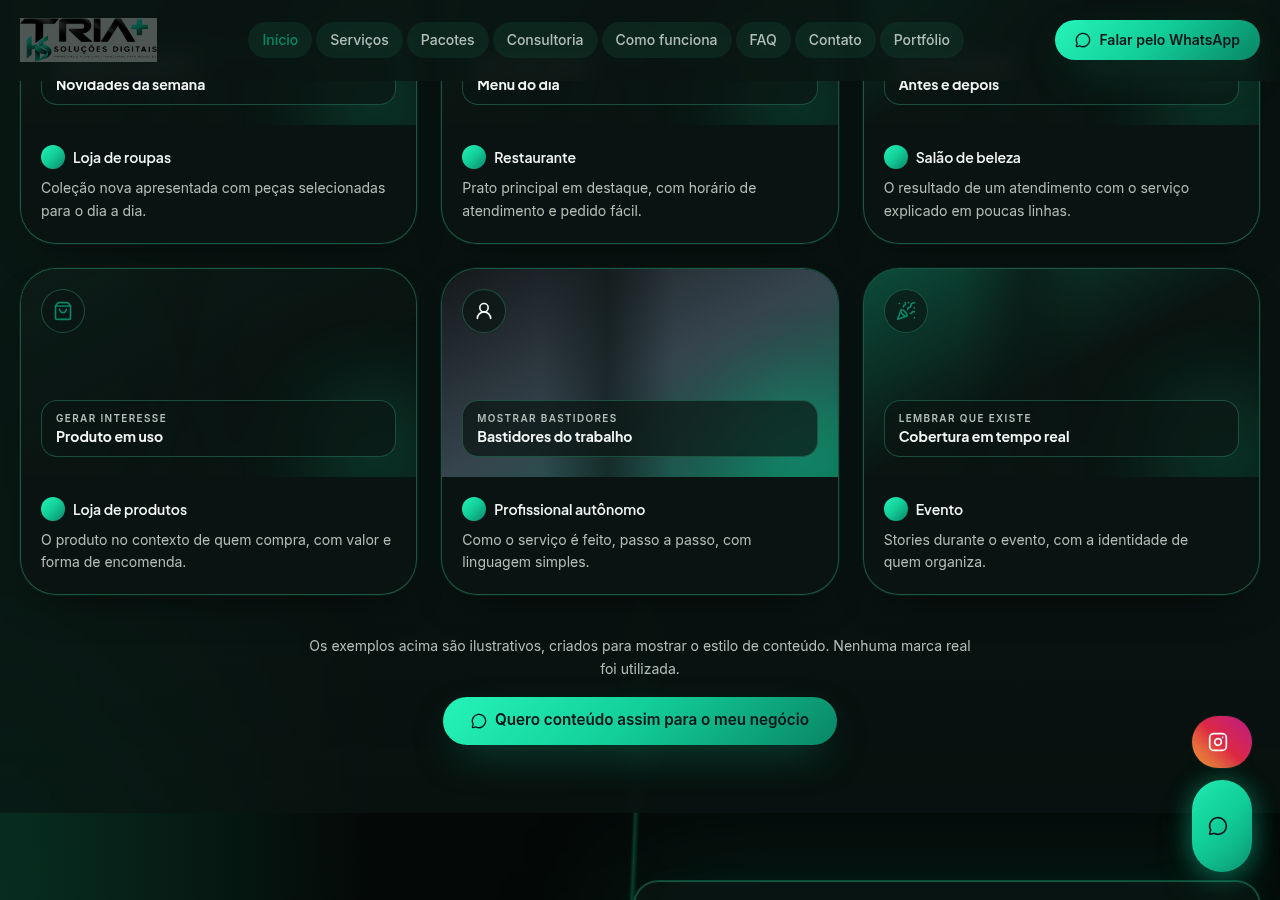 TRIA+
SOLUÇÕES DIGITAIS
Início
Serviços
Pacotes
Consultoria
Como funciona
FAQ
Contato
Portfólio
Falar pelo WhatsApp
Novidades da semana
Menu do dia
Antes e depois
Loja de roupas
Coleção nova apresentada com peças selecionadas
para o dia a dia.
Restaurante
Prato principal em destaque, com horário de
atendimento e pedido fácil.
Salão de beleza
O resultado de um atendimento com o serviço
explicado em poucas linhas.
GERAR INTERESSE
Produto em uso
MOSTRAR BASTIDORES
Bastidores do trabalho
LEMBRAR QUE EXISTE
Cobertura em tempo real
Loja de produtos
O produto no contexto de quem compra, com valor e
forma de encomenda.
Profissional autônomo
Como o serviço é feito, passo a passo, com
linguagem simples.
Evento
Stories durante o evento, com a identidade de
quem organiza.
Os exemplos acima são ilustrativos, criados para mostrar o estilo de conteúdo. Nenhuma marca real
foi utilizada.
Quero conteúdo assim para o meu negócio